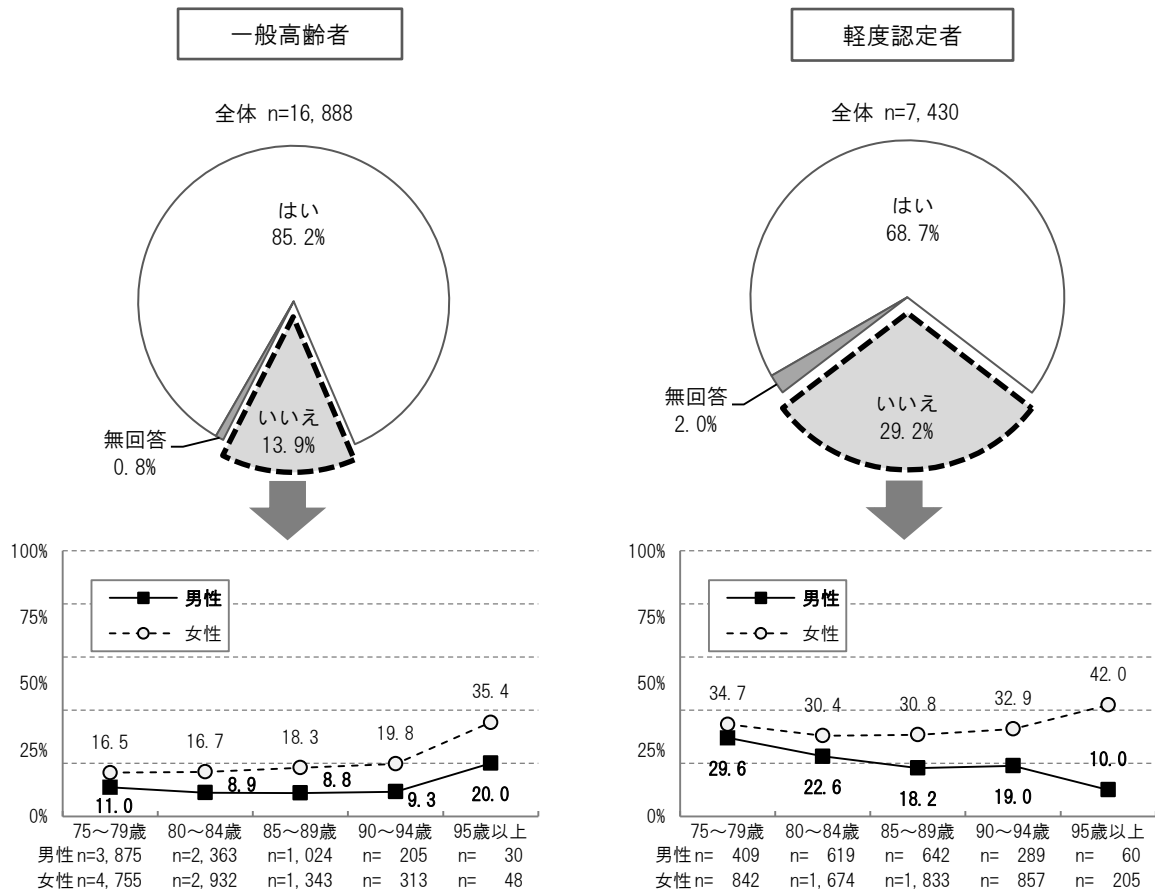 一般高齢者
全体 n=16,888
はい
85.2%
無回答
0.8%
いいえ
13.9%
100%
75%
50%
25%
0%
男性
女性
16.5
16.7
18.3
19.8
35.4
11.0
8.9
8.8
9.3
20.0
75～79歳 80～84歳 85～89歳 90～94歳 95歳以上
男性 n=3,875 n=2,363 n=1,024 n= 205 n= 30
女性 n=4,755 n=2,932 n=1,343 n= 313 n= 48
軽度認定者
全体 n=7,430
はい
68.7%
無回答
2.0%
いいえ
29.2%
100%
75%
50%
25%
0%
男性
女性
34.7
30.4
30.8
32.9
42.0
29.6
22.6
18.2
19.0
10.0
75～79歳 80～84歳 85～89歳 90～94歳 95歳以上
男性 n= 409 n= 619 n= 642 n= 289 n= 60
女性 n= 842 n=1,674 n=1,833 n= 857 n= 205